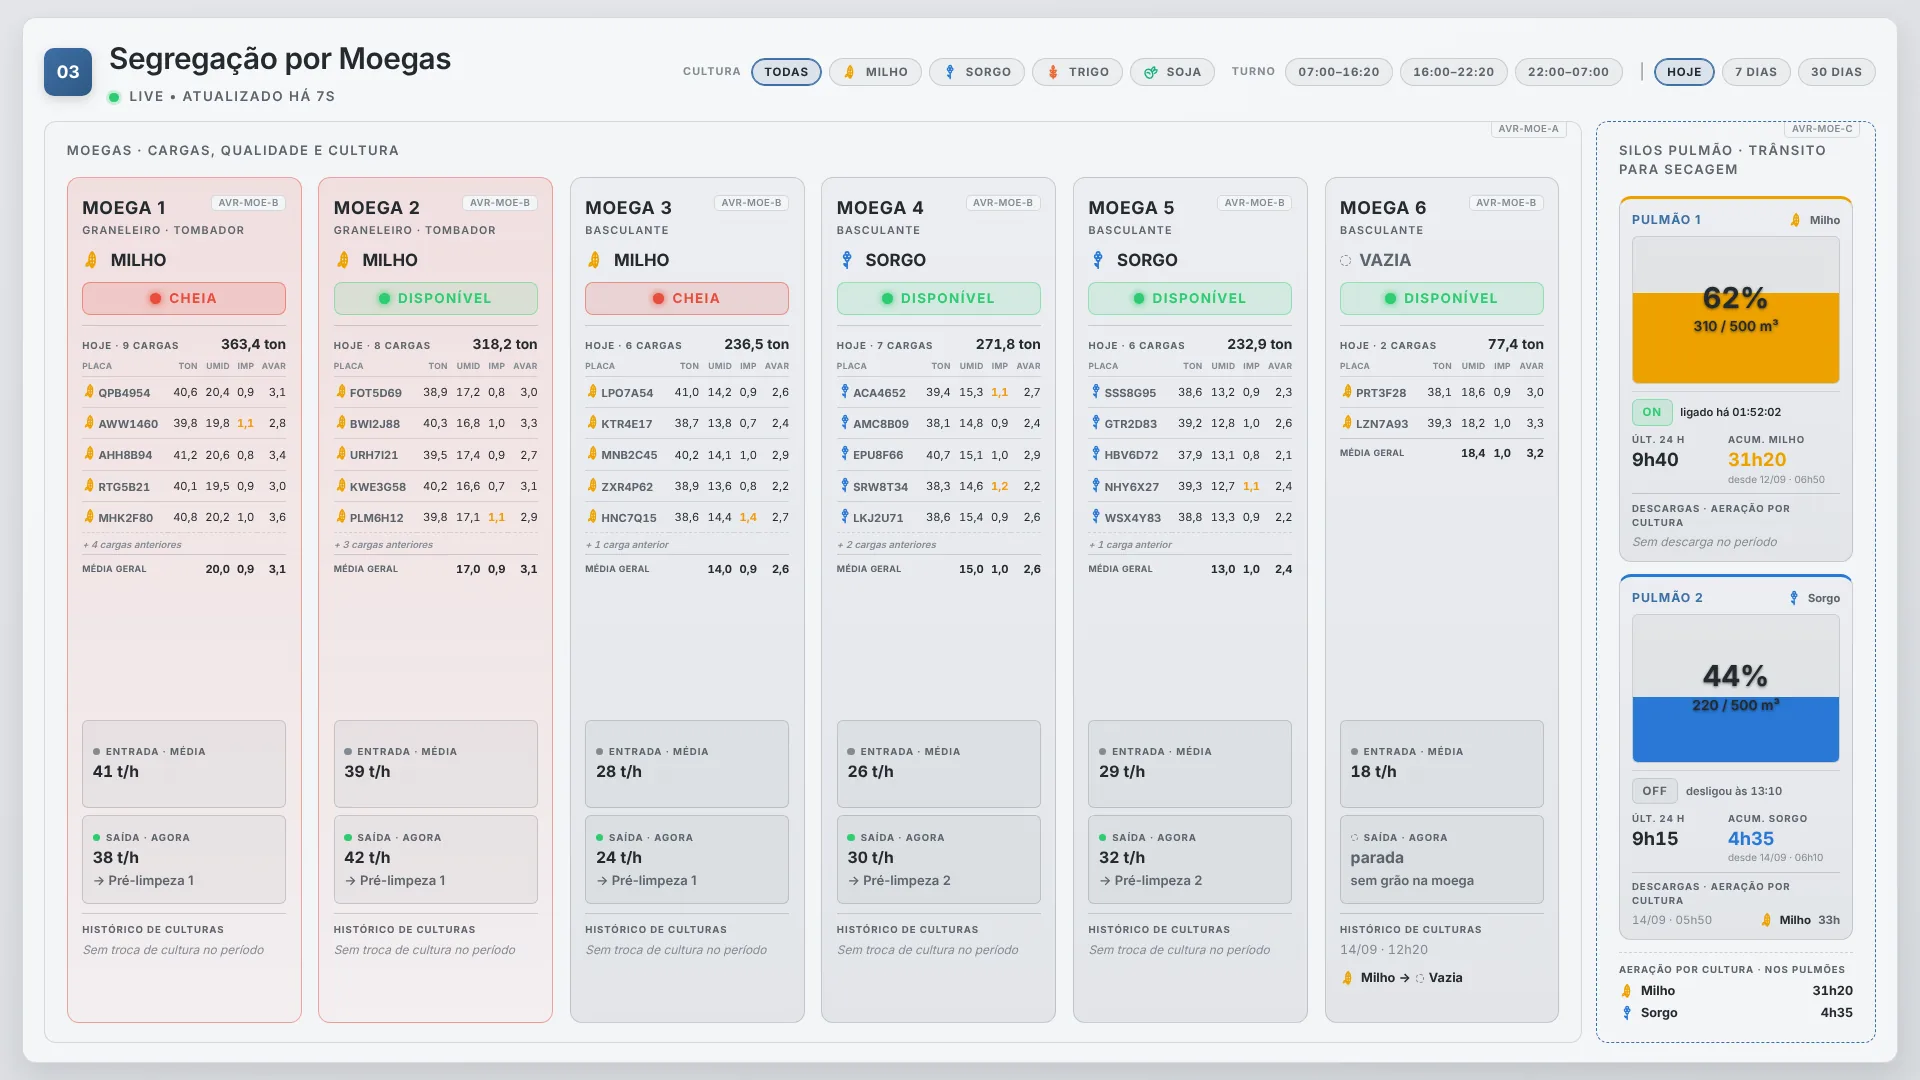 03
Segregação por Moegas
LIVE • ATUALIZADO HÁ 7S
CULTURA TODAS MILHO SORGO TRIGO SOJA TURNO 07:00–16:20 16:00–22:20 22:00–07:00 HOJE 7 DIAS 30 DIAS
AVR-MOE-A
MOEGAS · CARGAS, QUALIDADE E CULTURA
MOEGA 1 AVR-MOE-B
GRANELEIRO · TOMBADOR
MILHO
CHEIA
HOJE · 9 CARGAS 363,4 ton
PLACA TON UMID IMP AVAR
QPB4954 40,6 20,4 0,9 3,1
AWW1460 39,8 19,8 1,1 2,8
AHH8B94 41,2 20,6 0,8 3,4
RTG5B21 40,1 19,5 0,9 3,0
MHK2F80 40,8 20,2 1,0 3,6
+ 4 cargas anteriores
MÉDIA GERAL 20,0 0,9 3,1
ENTRADA · MÉDIA
41 t/h
SAÍDA · AGORA
38 t/h
→ Pré-limpeza 1
HISTÓRICO DE CULTURAS
Sem troca de cultura no período
MOEGA 2 AVR-MOE-B
GRANELEIRO · TOMBADOR
MILHO
DISPONÍVEL
HOJE · 8 CARGAS 318,2 ton
PLACA TON UMID IMP AVAR
FOT5D69 38,9 17,2 0,8 3,0
BWI2J88 40,3 16,8 1,0 3,3
URH7I21 39,5 17,4 0,9 2,7
KWE3G58 40,2 16,6 0,7 3,1
PLM6H12 39,8 17,1 1,1 2,9
+ 3 cargas anteriores
MÉDIA GERAL 17,0 0,9 3,1
ENTRADA · MÉDIA
39 t/h
SAÍDA · AGORA
42 t/h
→ Pré-limpeza 1
HISTÓRICO DE CULTURAS
Sem troca de cultura no período
MOEGA 3 AVR-MOE-B
BASCULANTE
MILHO
CHEIA
HOJE · 6 CARGAS 236,5 ton
PLACA TON UMID IMP AVAR
LPO7A54 41,0 14,2 0,9 2,6
KTR4E17 38,7 13,8 0,7 2,4
MNB2C45 40,2 14,1 1,0 2,9
ZXR4P62 38,9 13,6 0,8 2,2
HNC7Q15 38,6 14,4 1,4 2,7
+ 1 carga anterior
MÉDIA GERAL 14,0 0,9 2,6
ENTRADA · MÉDIA
28 t/h
SAÍDA · AGORA
24 t/h
→ Pré-limpeza 1
HISTÓRICO DE CULTURAS
Sem troca de cultura no período
MOEGA 4 AVR-MOE-B
BASCULANTE
SORGO
DISPONÍVEL
HOJE · 7 CARGAS 271,8 ton
PLACA TON UMID IMP AVAR
ACA4652 39,4 15,3 1,1 2,7
AMC8B09 38,1 14,8 0,9 2,4
EPU8F66 40,7 15,1 1,0 2,9
SRW8T34 38,3 14,6 1,2 2,2
LKJ2U71 38,6 15,4 0,9 2,6
+ 2 cargas anteriores
MÉDIA GERAL 15,0 1,0 2,6
ENTRADA · MÉDIA
26 t/h
SAÍDA · AGORA
30 t/h
→ Pré-limpeza 2
HISTÓRICO DE CULTURAS
Sem troca de cultura no período
MOEGA 5 AVR-MOE-B
BASCULANTE
SORGO
DISPONÍVEL
HOJE · 6 CARGAS 232,9 ton
PLACA TON UMID IMP AVAR
SSS8G95 38,6 13,2 0,9 2,3
GTR2D83 39,2 12,8 1,0 2,6
HBV6D72 37,9 13,1 0,8 2,1
NHY6X27 39,3 12,7 1,1 2,4
WSX4Y83 38,8 13,3 0,9 2,2
+ 1 carga anterior
MÉDIA GERAL 13,0 1,0 2,4
ENTRADA · MÉDIA
29 t/h
SAÍDA · AGORA
32 t/h
→ Pré-limpeza 2
HISTÓRICO DE CULTURAS
Sem troca de cultura no período
MOEGA 6 AVR-MOE-B
BASCULANTE
VAZIA
DISPONÍVEL
HOJE · 2 CARGAS 77,4 ton
PLACA TON UMID IMP AVAR
PRT3F28 38,1 18,6 0,9 3,0
LZN7A93 39,3 18,2 1,0 3,3
MÉDIA GERAL 18,4 1,0 3,2
ENTRADA · MÉDIA
18 t/h
SAÍDA · AGORA
parada
sem grão na moega
HISTÓRICO DE CULTURAS
14/09 · 12h20
Milho → Vazia
AVR-MOE-C
SILOS PULMÃO · TRÂNSITO
PARA SECAGEM
PULMÃO 1 Milho
62%
310 / 500 m³
ON ligado há 01:52:02
ÚLT. 24 H ACUM. MILHO
9h40 31h20
desde 12/09 · 06h50
DESCARGAS · AERAÇÃO POR
CULTURA
Sem descarga no período
PULMÃO 2 Sorgo
44%
220 / 500 m³
OFF desligou às 13:10
ÚLT. 24 H ACUM. SORGO
9h15 4h35
desde 14/09 · 06h10
DESCARGAS · AERAÇÃO POR
CULTURA
14/09 · 05h50 Milho 33h
AERAÇÃO POR CULTURA · NOS PULMÕES
Milho 31h20
Sorgo 4h35